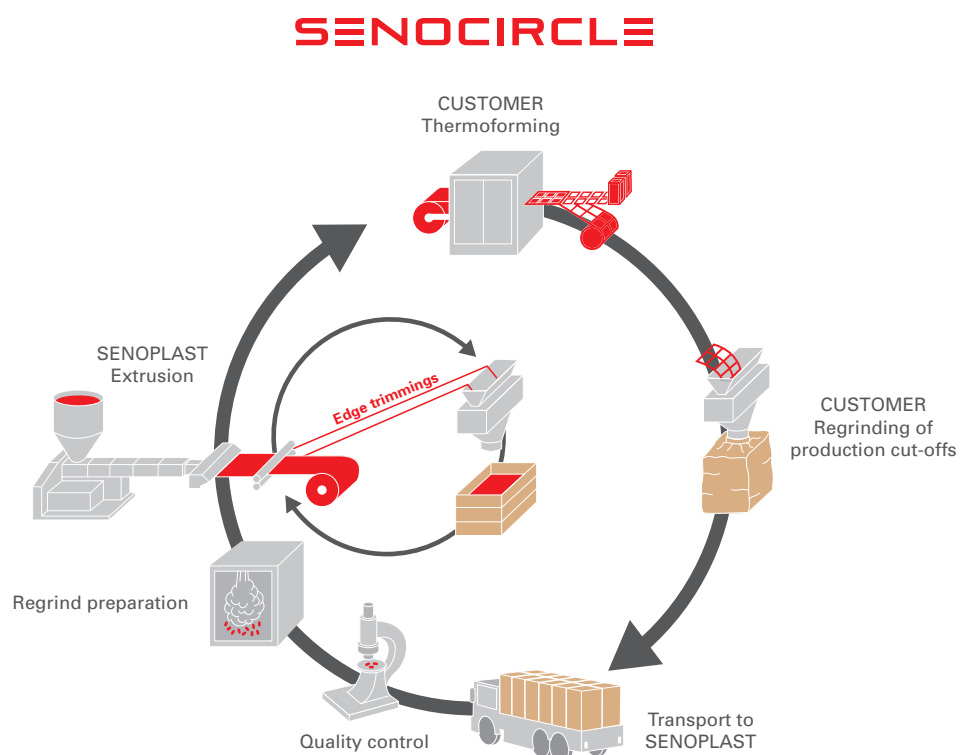 SENOCIRCLE
CUSTOMER
Thermoforming
SENOPLAST
Extrusion
Edge trimmings
CUSTOMER
Regrinding of
production cut-offs
Regrind preparation
Quality control
Transport to
SENOPLAST